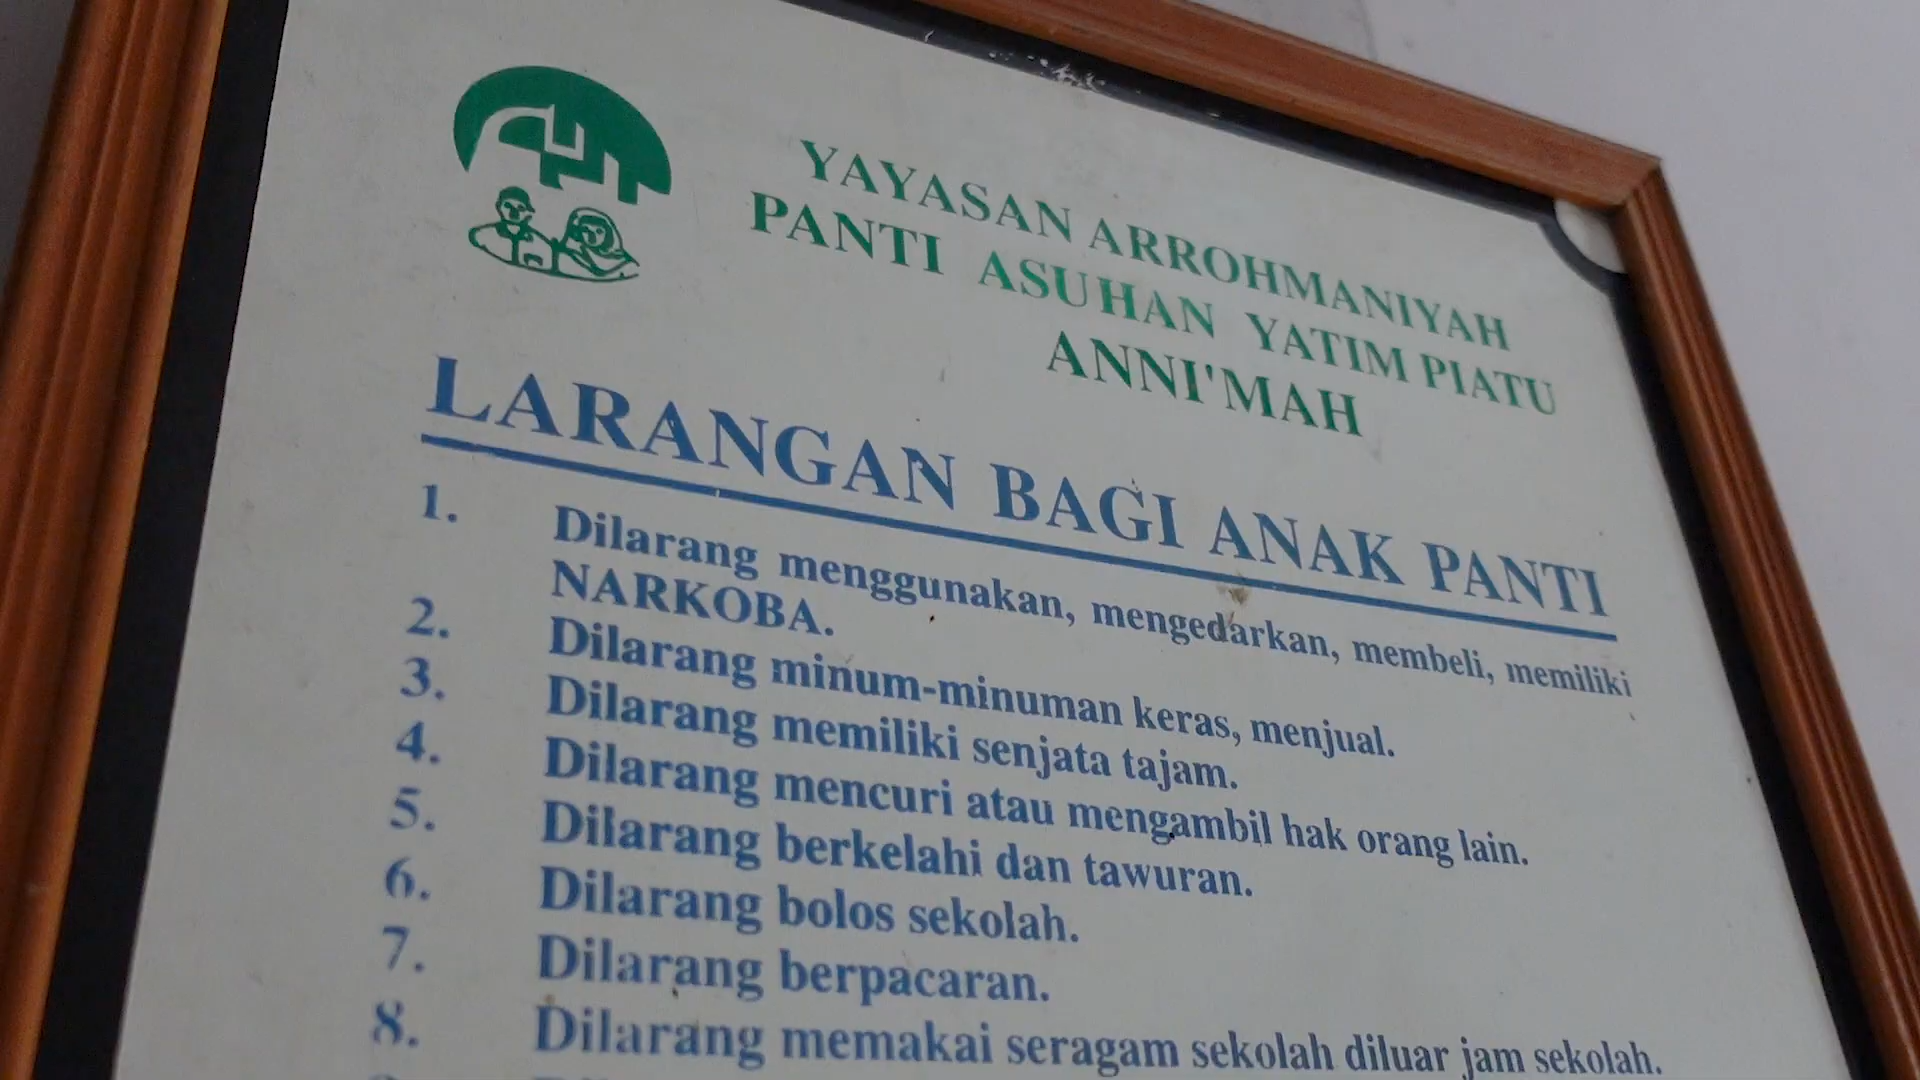 YAYASAN ARROHMANIYAH
PANTI ASUHAN YATIM PIATU
ANNI'MAH
LARANGAN BAGI ANAK PANTI
1. Dilarang menggunakan, mengedarkan, membeli, memiliki
NARKOBA.
2. Dilarang minum-minuman keras, menjual.
3. Dilarang memiliki senjata tajam.
4. Dilarang mencuri atau mengambil hak orang lain.
5. Dilarang berkelahi dan tawuran.
6. Dilarang bolos sekolah.
7. Dilarang berpacaran.
8. Dilarang memakai seragam sekolah diluar jam sekolah.